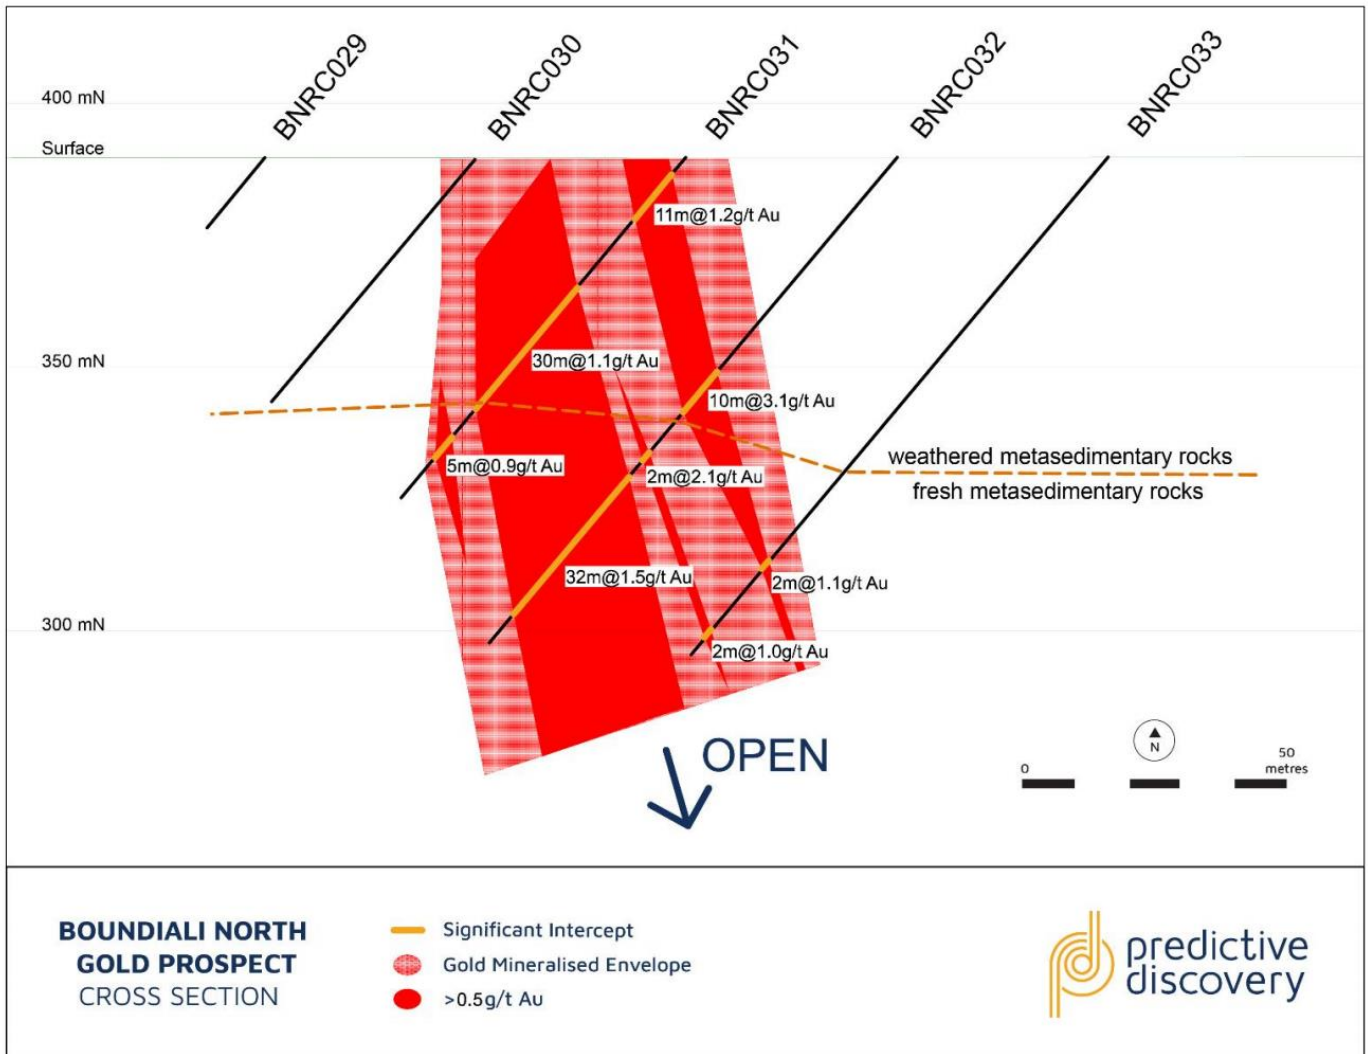 BNRC029
BNRC030
BNRC031
BNRC032
BNRC033
400 mN
Surface
11m@1.2g/t Au
350 mN
30m@1.1g/t Au
10m@3.1g/t Au
weathered metasedimentary rocks
5m@0.9g/t Au
2m@2.1g/t Au
fresh metasedimentary rocks
32m@1.5g/t Au
2m@1.1g/t Au
300 mN
2m@1.0g/t Au
OPEN
N
0
50
metres
BOUNDIALI NORTH
GOLD PROSPECT
CROSS SECTION
Significant Intercept
Gold Mineralised Envelope
>0.5g/t Au
predictive
discovery